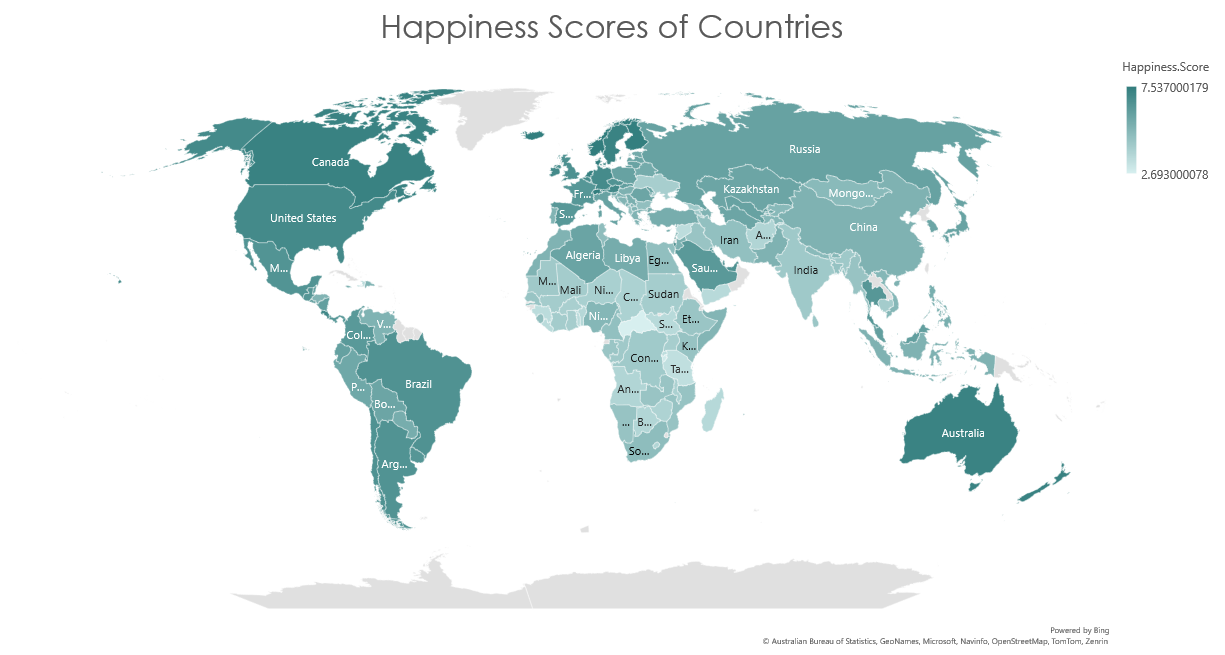 Happiness Scores of Countries
Happiness.Score
7.537000179
2.693000078
Canada
Russia
Kazakhstan
Mongo...
Fr...
S...
United States
China
A...
Iran
Algeria
Libya
Eg...
Sau...
India
M...
M...
Mali
Ni...
C...
Sudan
V...
Ni...
S...
Et...
Col...
K...
Con...
Ta...
P...
Brazil
An...
Bo...
...
B...
Australia
So...
Arg...
Powered by Bing
© Australian Bureau of Statistics, GeoNames, Microsoft, Navinfo, OpenStreetMap, TomTom, Zenrin